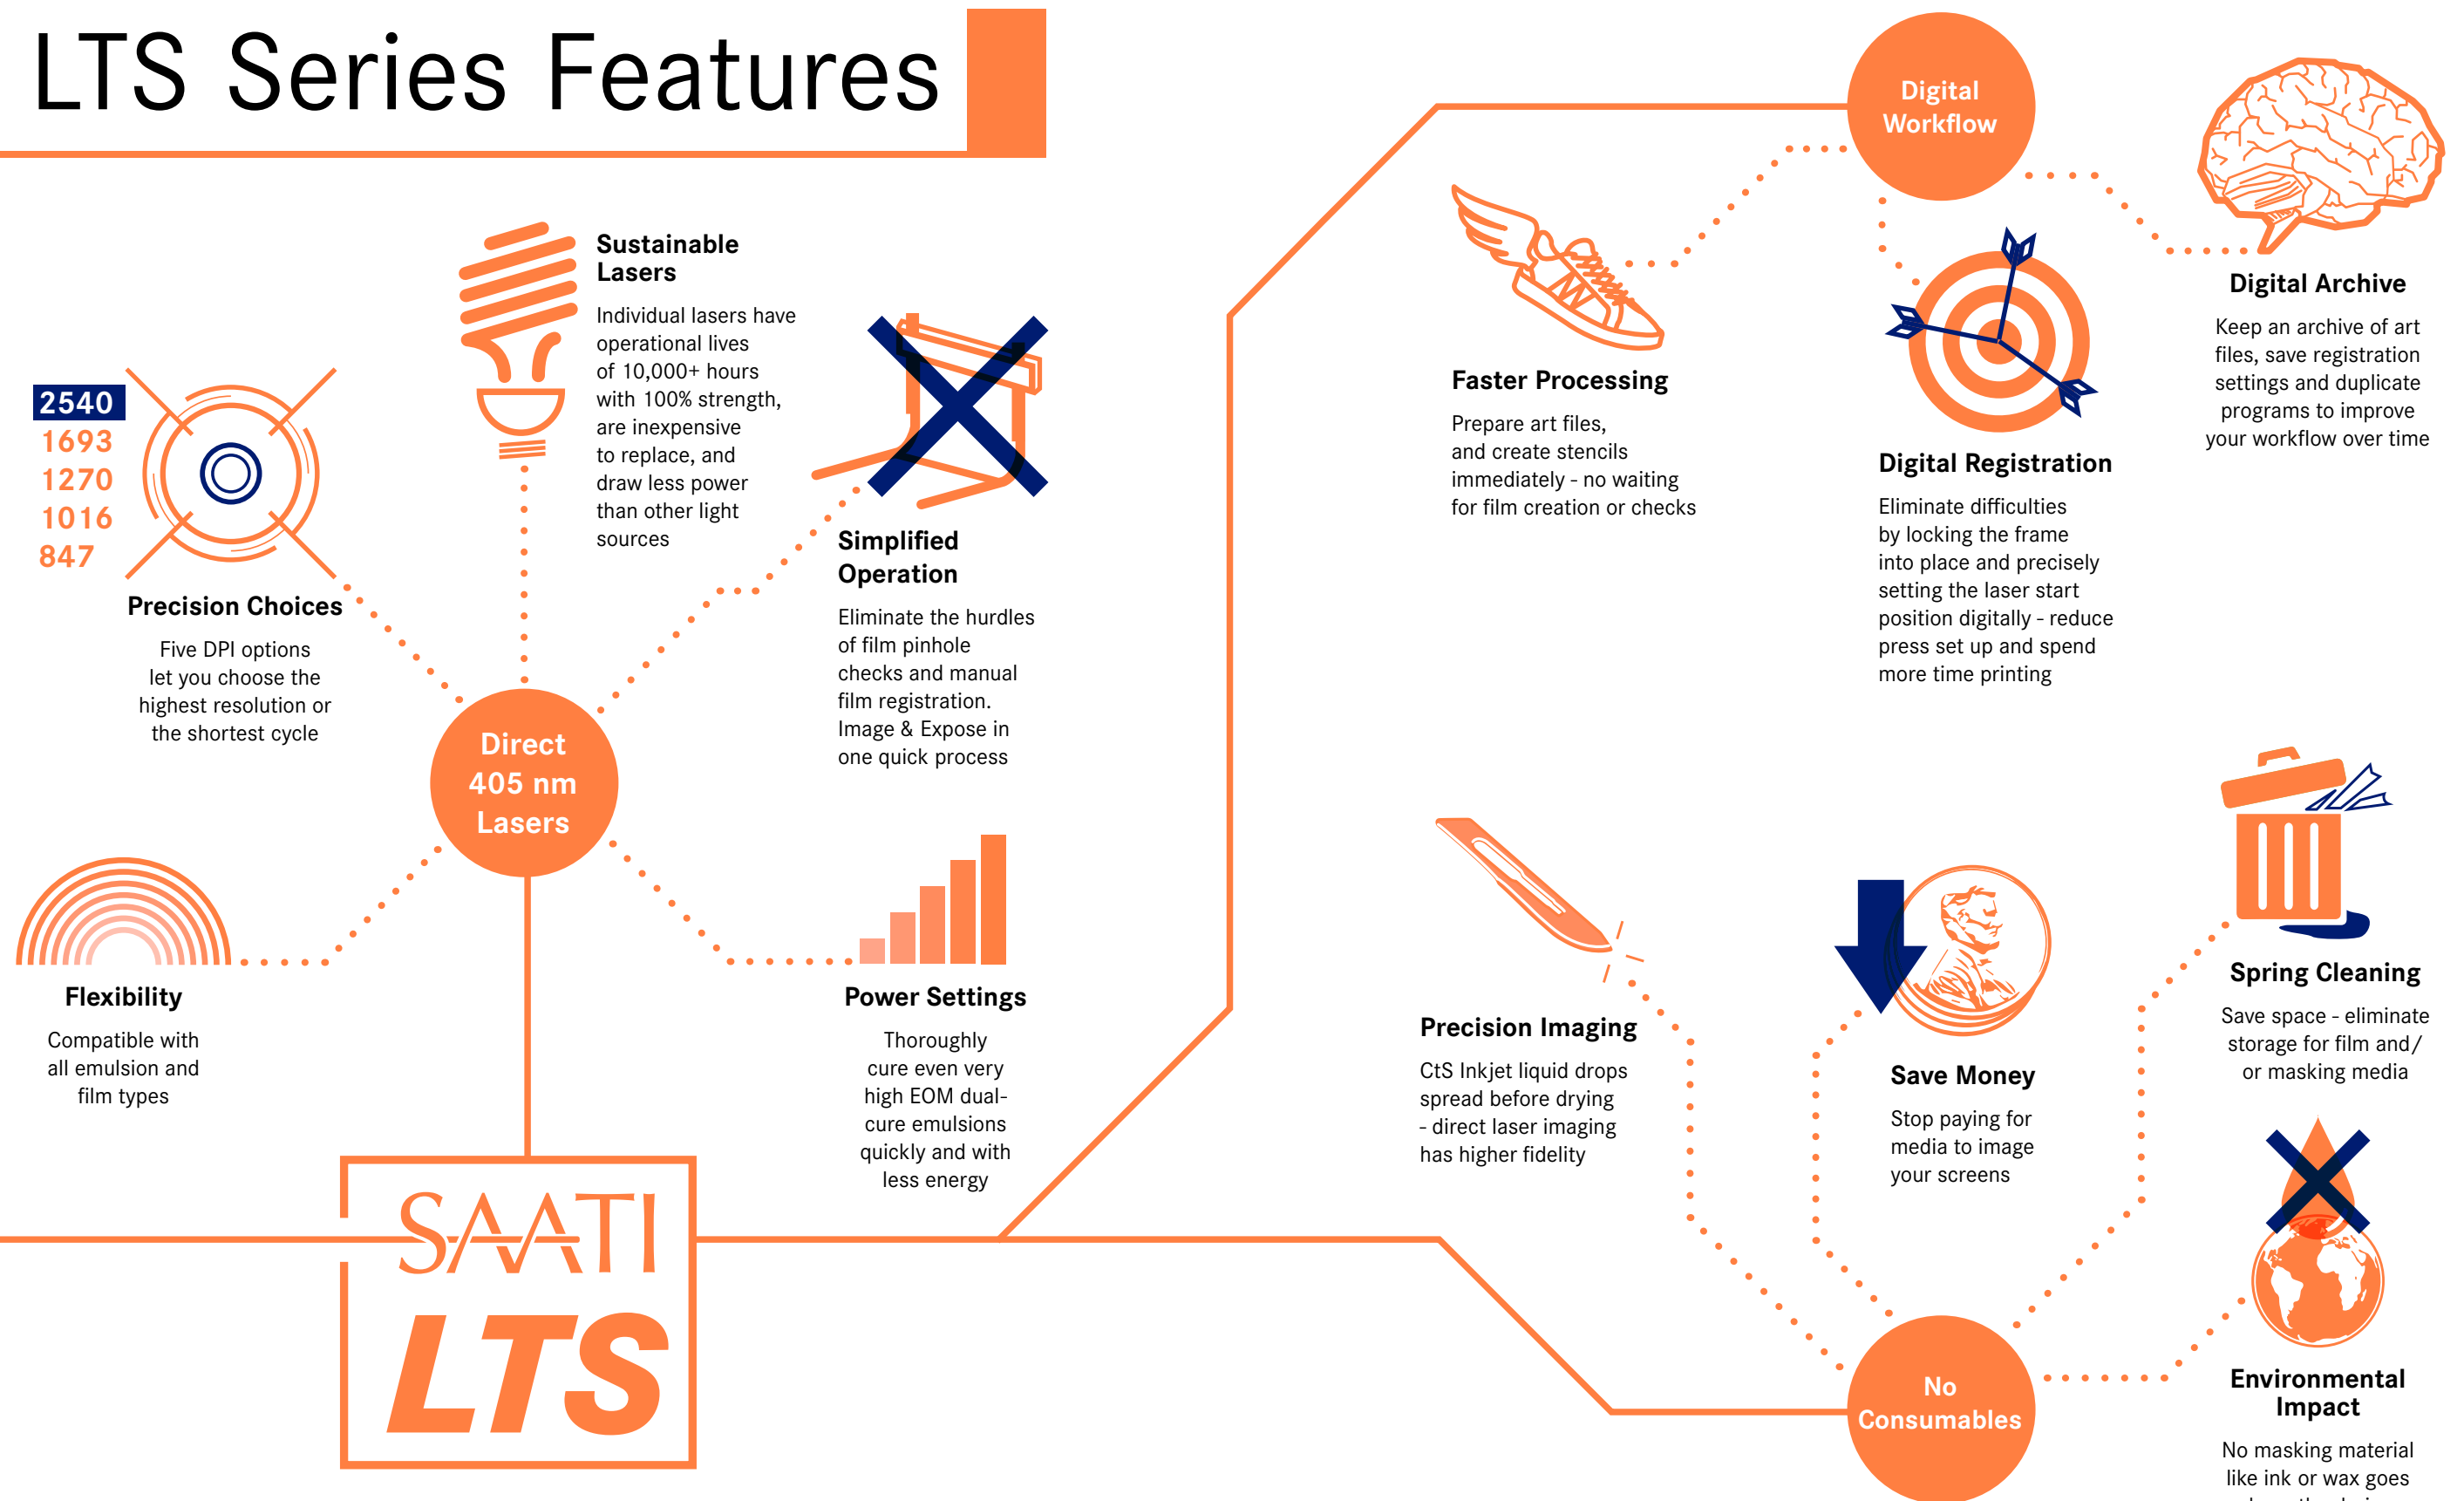 LTS Series Features
Sustainable
Lasers
Individual lasers have
operational lives
of 10,000+ hours
with 100% strength,
are inexpensive
to replace, and
draw less power
than other light
sources
2540
1693
1270
1016
847
Precision Choices
Five DPI options
let you choose the
highest resolution or
the shortest cycle
Simplified
Operation
Eliminate the hurdles
of film pinhole
checks and manual
film registration.
Image & Expose in
one quick process
Direct
405 nm
Lasers
Flexibility
Compatible with
all emulsion and
film types
Power Settings
Thoroughly
cure even very
high EOM dual-
cure emulsions
quickly and with
less energy
SAATI
LTS
Digital
Workflow
Faster Processing
Prepare art files,
and create stencils
immediately - no waiting
for film creation or checks
Digital Registration
Eliminate difficulties
by locking the frame
into place and precisely
setting the laser start
position digitally - reduce
press set up and spend
more time printing
Digital Archive
Keep an archive of art
files, save registration
settings and duplicate
programs to improve
your workflow over time
Precision Imaging
CtS Inkjet liquid drops
spread before drying
- direct laser imaging
has higher fidelity
Save Money
Stop paying for
media to image
your screens
Spring Cleaning
Save space - eliminate
storage for film and/
or masking media
No
Consumables
Environmental
Impact
No masking material
like ink or wax goes